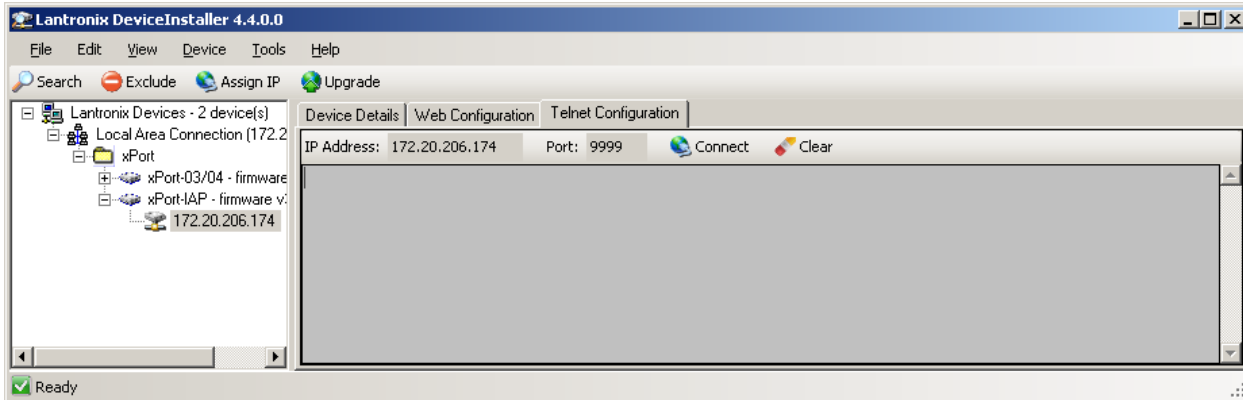 Lantronix DeviceInstaller 4.4.0.0
File Edit View Device Tools Help
Search Exclude Assign IP Upgrade
Lantronix Devices - 2 device(s)
Local Area Connection (172.2
xPort
xPort-03/04 - firmware
xPort-IAP - firmware v
172.20.206.174
Device Details Web Configuration Telnet Configuration
IP Address: 172.20.206.174 Port: 9999 Connect Clear
Ready